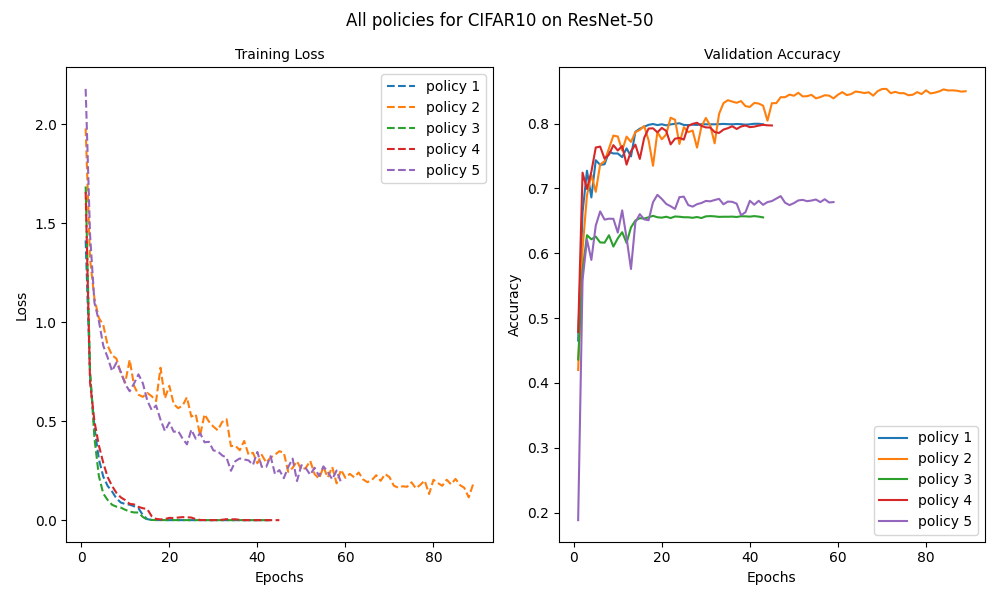 All policies for CIFAR10 on ResNet-50
Training Loss
policy 1
policy 2
policy 3
policy 4
policy 5
2.0
1.5
1.0
0.5
0.0
Loss
0 20 40 60 80
Epochs
Validation Accuracy
0.8
0.7
0.6
0.5
0.4
0.3
0.2
Accuracy
policy 1
policy 2
policy 3
policy 4
policy 5
0 20 40 60 80
Epochs